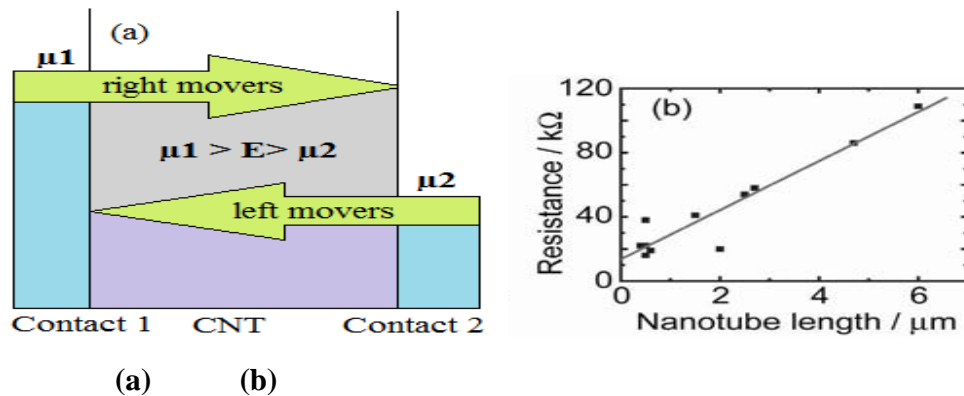 (a)
μ1
right movers
μ1 > E> μ2
μ2
left movers
Contact 1 CNT Contact 2
(b)
Resistance / kΩ
120
80
40
0
0 2 4 6
Nanotube length / μm
(a) (b)